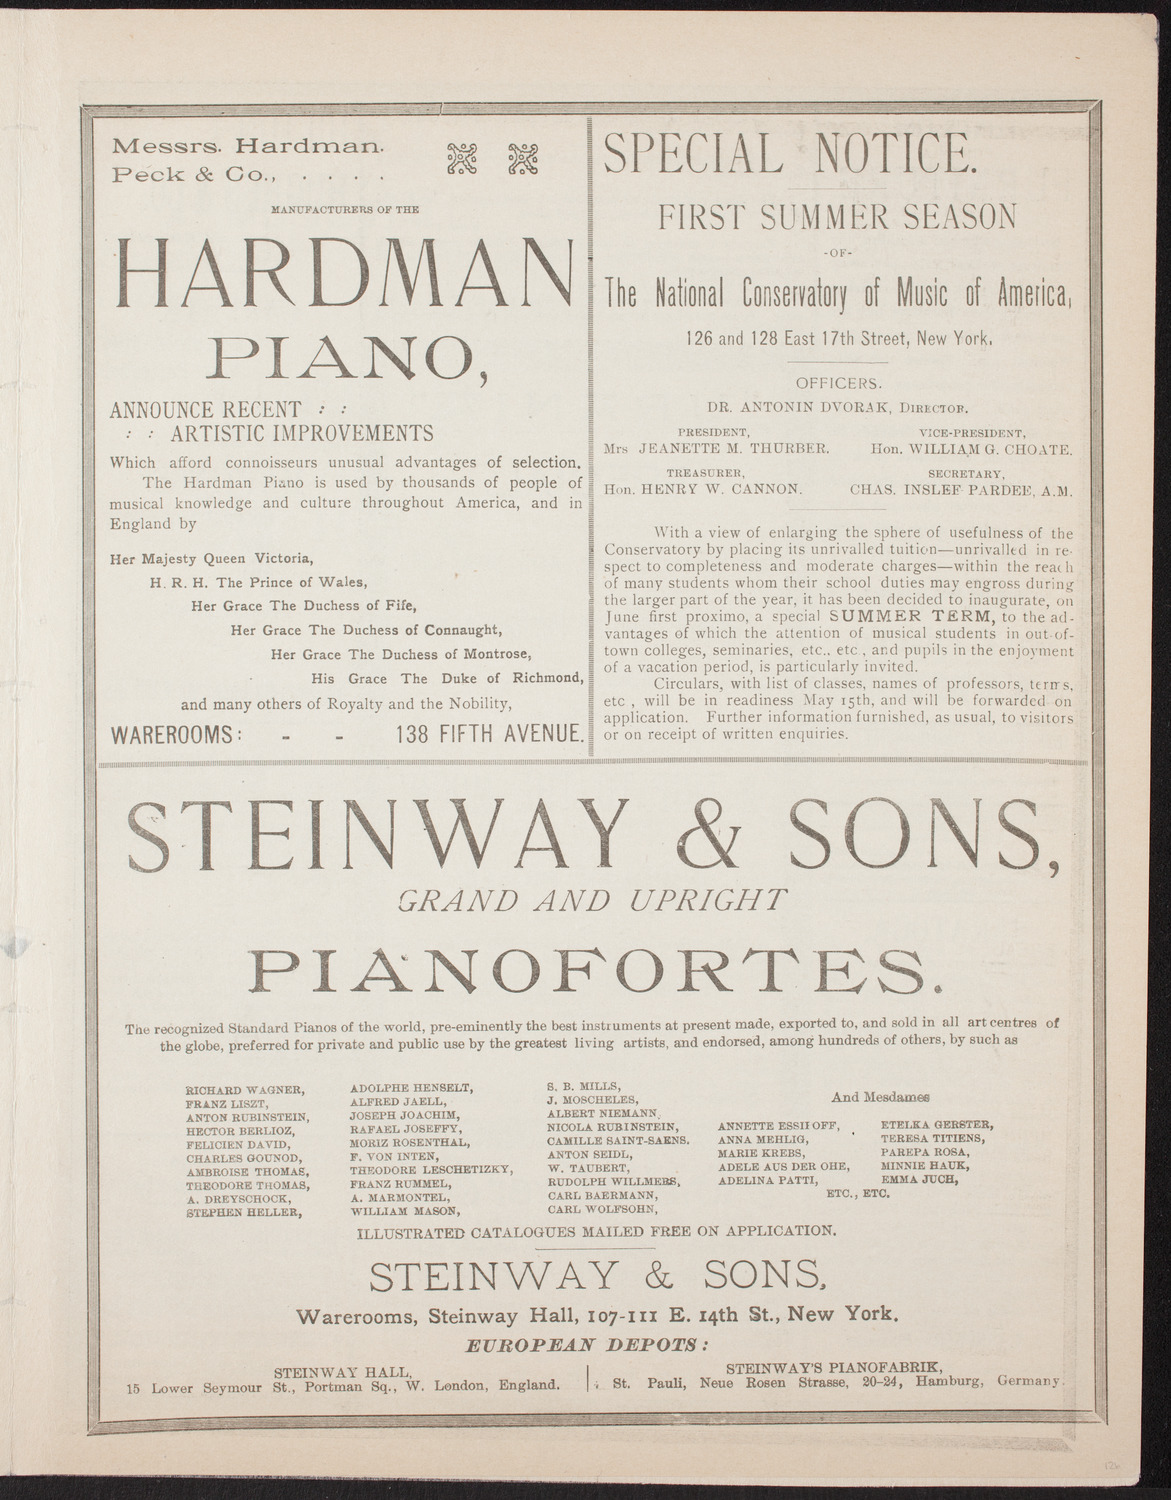 Messrs. Hardman.
Peck & Co., . . . .
MANUFACTURERS OF THE
HARDMAN
PIANO,
ANNOUNCE RECENT : :
: : ARTISTIC IMPROVEMENTS
Which afford connoisseurs unusual advantages of selection.
The Hardman Piano is used by thousands of people of
musical knowledge and culture throughout America, and in
England by
Her Majesty Queen Victoria,
H. R. H. The Prince of Wales,
Her Grace The Duchess of Fife,
Her Grace The Duchess of Connaught,
Her Grace The Duchess of Montrose,
His Grace The Duke of Richmond,
and many others of Royalty and the Nobility,
WAREROOMS: - - 138 FIFTH AVENUE.
SPECIAL NOTICE.
FIRST SUMMER SEASON
-OF-
The National Conservatory of Music of America,
126 and 128 East 17th Street, New York.
OFFICERS.
DR. ANTONIN DVORAK, DIRECTOR.
PRESIDENT, VICE-PRESIDENT,
Mrs JEANETTE M. THURBER. Hon. WILLIAM G. CHOATE.
TREASURER, SECRETARY,
Hon. HENRY W. CANNON. CHAS. INSLEE PARDEE, A.M.
With a view of enlarging the sphere of usefulness of the
Conservatory by placing its unrivalled tuition—unrivalled in re-
spect to completeness and moderate charges—within the reach
of many students whom their school duties may engross during
the larger part of the year, it has been decided to inaugurate, on
June first proximo, a special SUMMER TERM, to the ad-
vantages of which the attention of musical students in out-of-
town colleges, seminaries, etc., etc., and pupils in the enjoyment
of a vacation period, is particularly invited.
Circulars, with list of classes, names of professors, terms,
etc , will be in readiness May 15th, and will be forwarded on
application. Further information furnished, as usual, to visitors
or on receipt of written enquiries.
STEINWAY & SONS,
GRAND AND UPRIGHT
PIANOFORTES.
The recognized Standard Pianos of the world, pre-eminently the best instruments at present made, exported to, and sold in all art centres of
the globe, preferred for private and public use by the greatest living artists, and endorsed, among hundreds of others, by such as
RICHARD WAGNER,
FRANZ LISZT,
ANTON RUBINSTEIN,
HECTOR BERLIOZ,
FELICIEN DAVID,
CHARLES GOUNOD,
AMBROISE THOMAS,
THEODORE THOMAS,
A. DREYSCHOCK,
STEPHEN HELLER,
ADOLPHE HENSELT,
ALFRED JAELL,
JOSEPH JOACHIM,
RAFAEL JOSEFFY,
MORIZ ROSENTHAL,
F. VON INTEN,
THEODORE LESCHETIZKY,
FRANZ RUMMEL,
A. MARMONTEL,
WILLIAM MASON,
S. B. MILLS,
J. MOSCHELES,
ALBERT NIEMANN,
NICOLA RUBINSTEIN,
CAMILLE SAINT-SAENS.
ANTON SEIDL,
W. TAUBERT,
RUDOLPH WILLMERS,
CARL BAERMANN,
CARL WOLFSOHN,
And Mesdames
ANNETTE ESSIPOFF,
ANNA MEHLIG,
MARIE KREBS,
ADELE AUS DER OHE,
ADELINA PATTI,
ETELKA GERSTER,
TERESA TITIENS,
PAREPA ROSA,
MINNIE HAUK,
EMMA JUCH,
ETC., ETC.
ILLUSTRATED CATALOGUES MAILED FREE ON APPLICATION.
STEINWAY & SONS,
Warerooms, Steinway Hall, 107-111 E. 14th St., New York.
EUROPEAN DEPOTS:
STEINWAY HALL,
15 Lower Seymour St., Portman Sq., W. London, England.
STEINWAY'S PIANOFABRIK,
St. Pauli, Neue Rosen Strasse, 20-24, Hamburg, Germany.